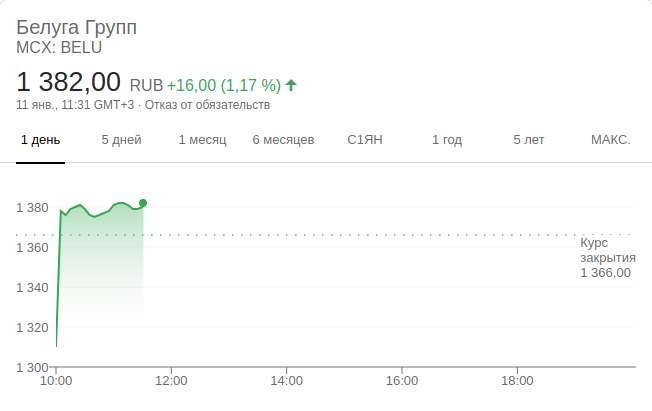 Белуга Групп
MCX: BELU
1 382,00 RUB +16,00 (1,17 %)
11 янв., 11:31 GMT+3 · Отказ от обязательств
1 день 5 дней 1 месяц 6 месяцев С1ЯН 1 год 5 лет МАКС.
1 380
1 360
1 340
1 320
1 300
Курс
закрытия
1 366,00
10:00 12:00 14:00 16:00 18:00